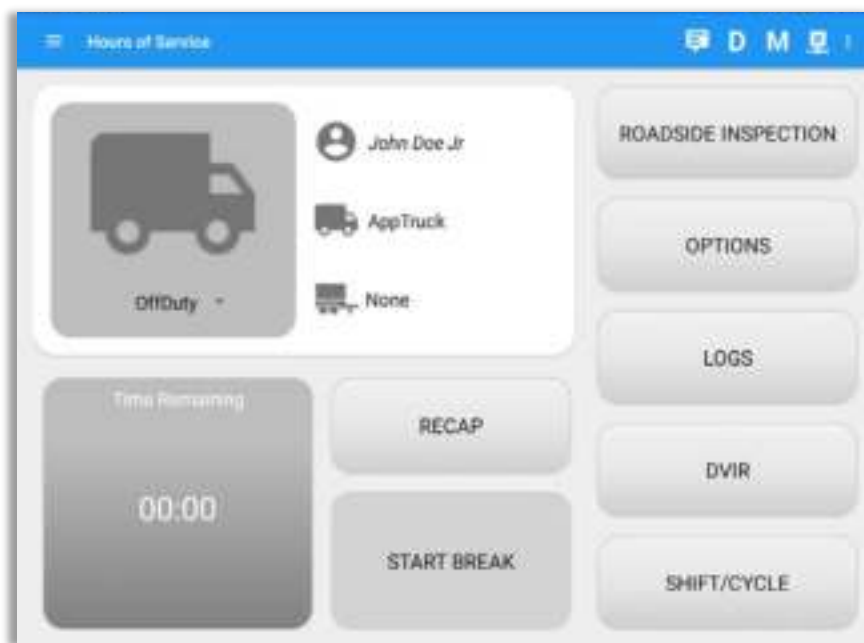 Hours of Service
D M
John Doe Jr
AppTruck
None
OffDuty
Time Remaining
00:00
RECAP
START BREAK
ROADSIDE INSPECTION
OPTIONS
LOGS
DVIR
SHIFT/CYCLE